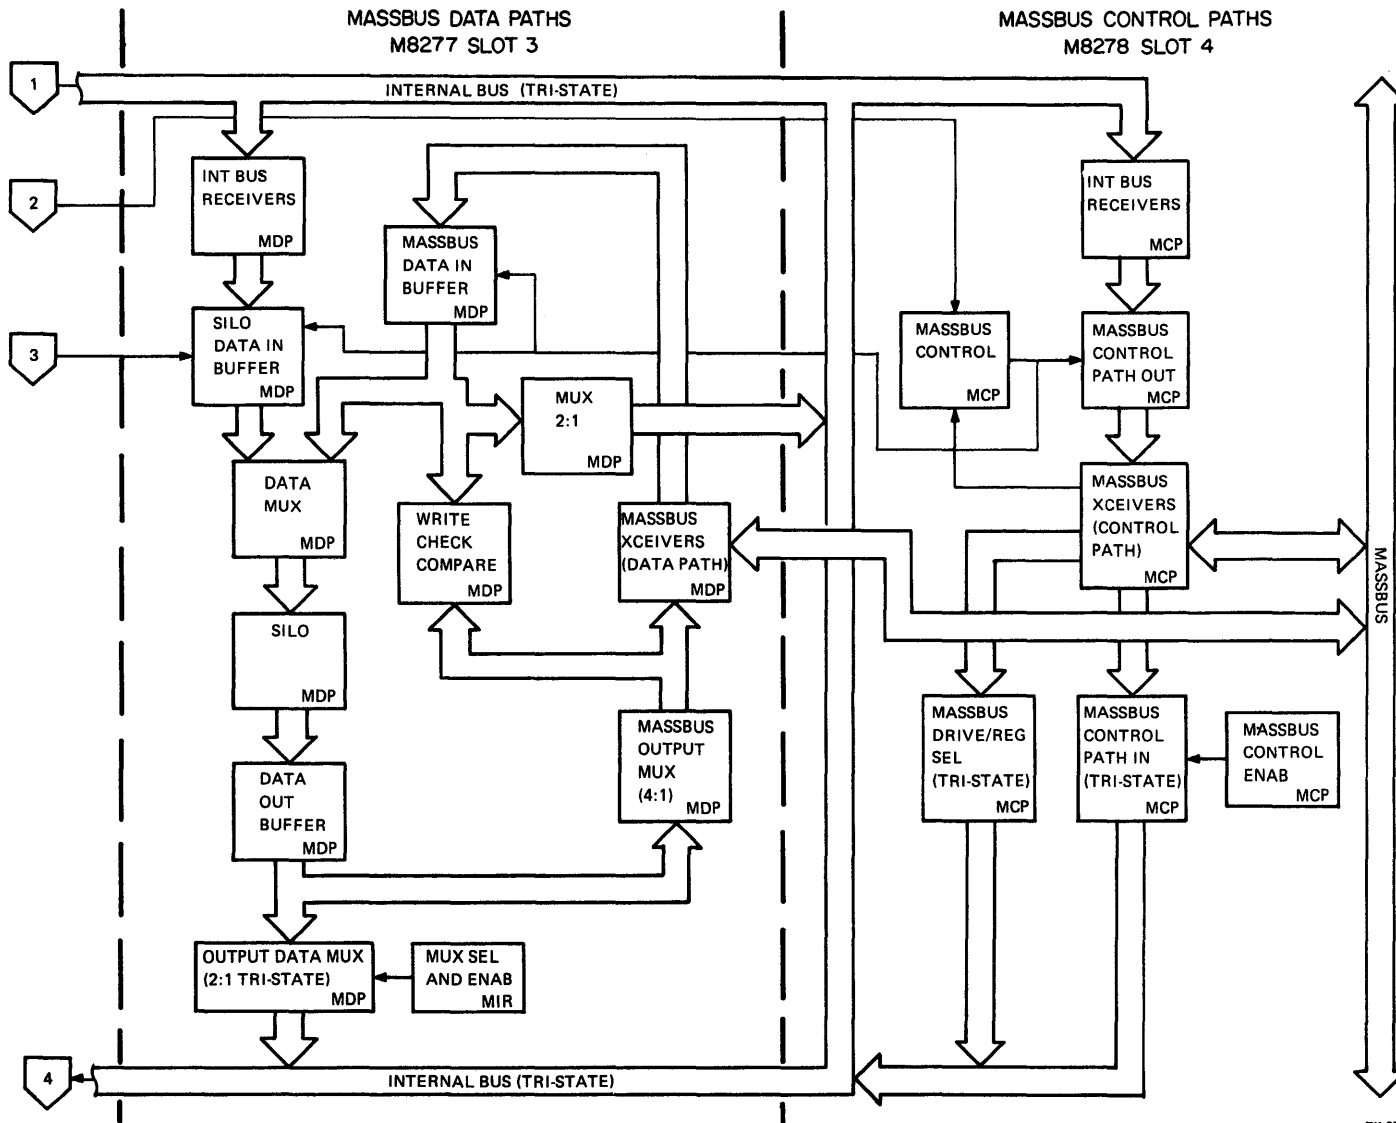 MASSBUS DATA PATHS
M8277 SLOT 3
MASSBUS CONTROL PATHS
M8278 SLOT 4
1
INTERNAL BUS (TRI-STATE)
2
INT BUS
RECEIVERS
MDP
INT BUS
RECEIVERS
MCP
MASSBUS
DATA IN
BUFFER
MDP
3
SILO
DATA IN
BUFFER
MDP
MASSBUS
CONTROL
MCP
MASSBUS
CONTROL
PATH OUT
MCP
MUX
2:1
MDP
DATA
MUX
MDP
WRITE
CHECK
COMPARE
MDP
MASSBUS
XCEIVERS
(DATA PATH)
MDP
MASSBUS
XCEIVERS
(CONTROL
PATH)
MCP
MASSBUS
SILO
MDP
MASSBUS
OUTPUT
MUX
(4:1)
MDP
MASSBUS
DRIVE/REG
SEL
(TRI-STATE)
MCP
MASSBUS
CONTROL
PATH IN
(TRI-STATE)
MCP
MASSBUS
CONTROL
ENAB
MCP
DATA
OUT
BUFFER
MDP
OUTPUT DATA MUX
(2:1 TRI-STATE)
MDP
MUX SEL
AND ENAB
MIR
4
INTERNAL BUS (TRI-STATE)